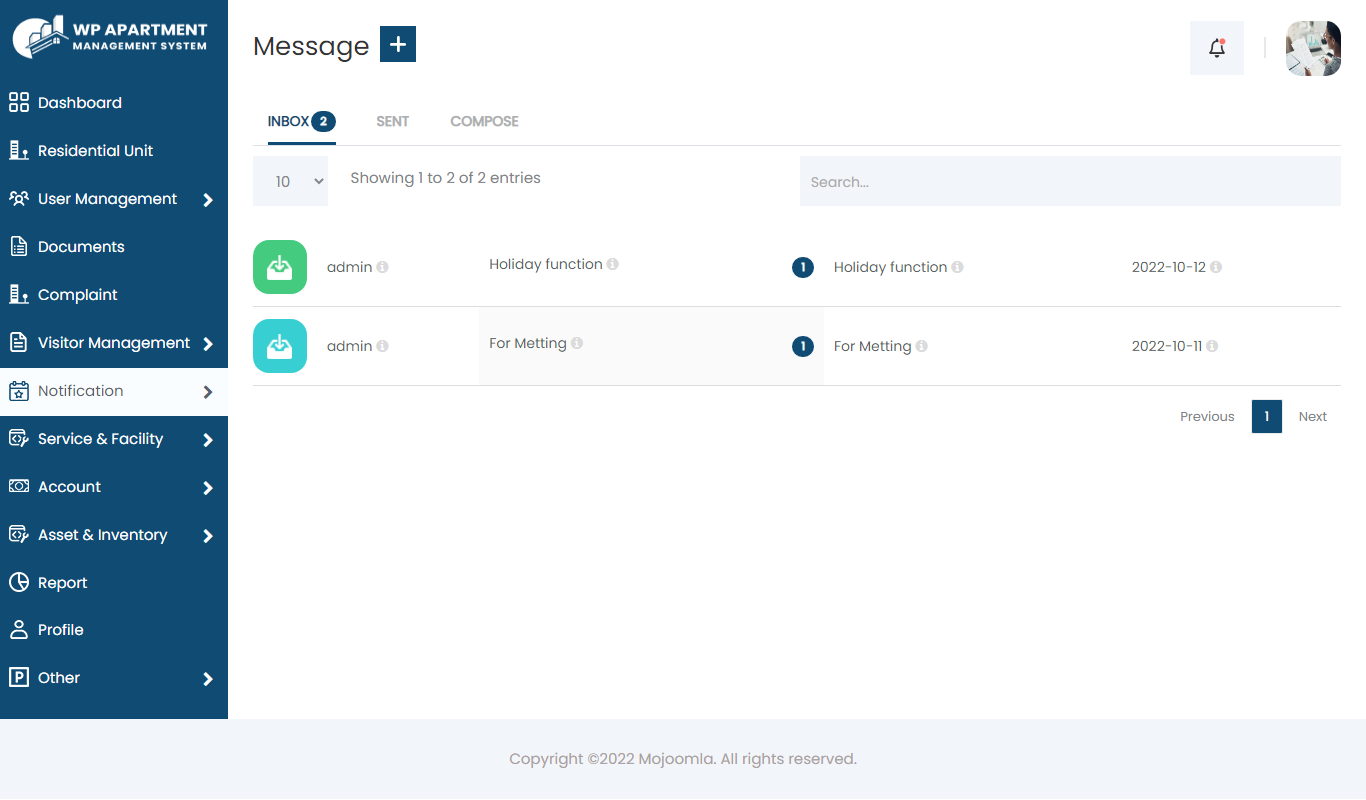 WP APARTMENT
MANAGEMENT SYSTEM
Dashboard
Residential Unit
User Management
Documents
Complaint
Visitor Management
Notification
Service & Facility
Account
Asset & Inventory
Report
Profile
Other
Message
INBOX 2 SENT COMPOSE
10 Showing 1 to 2 of 2 entries Search...
admin Holiday function 1 Holiday function 2022-10-12
admin For Metting 1 For Metting 2022-10-11
Previous 1 Next
Copyright ©2022 Mojoomla. All rights reserved.